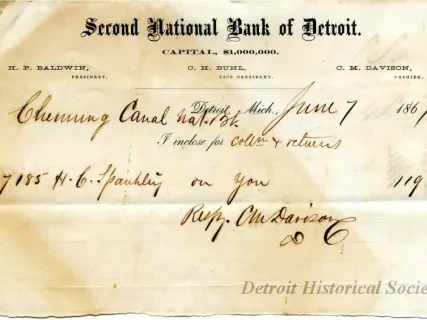 Second National Bank of Detroit.
CAPITAL, $1,000,000.
H. P. BALDWIN, C. H. BUHL, C. M. DAVISON,
PRESIDENT. VICE PRESIDENT. CASHIER.
Detroit, Mich., June 7 186
Chemung Canal Nat. Bk
I inclose for colln & returns
7185 H. C. Spaulding on You 119
Respy. CM Davison
C
Detroit Historical Socie